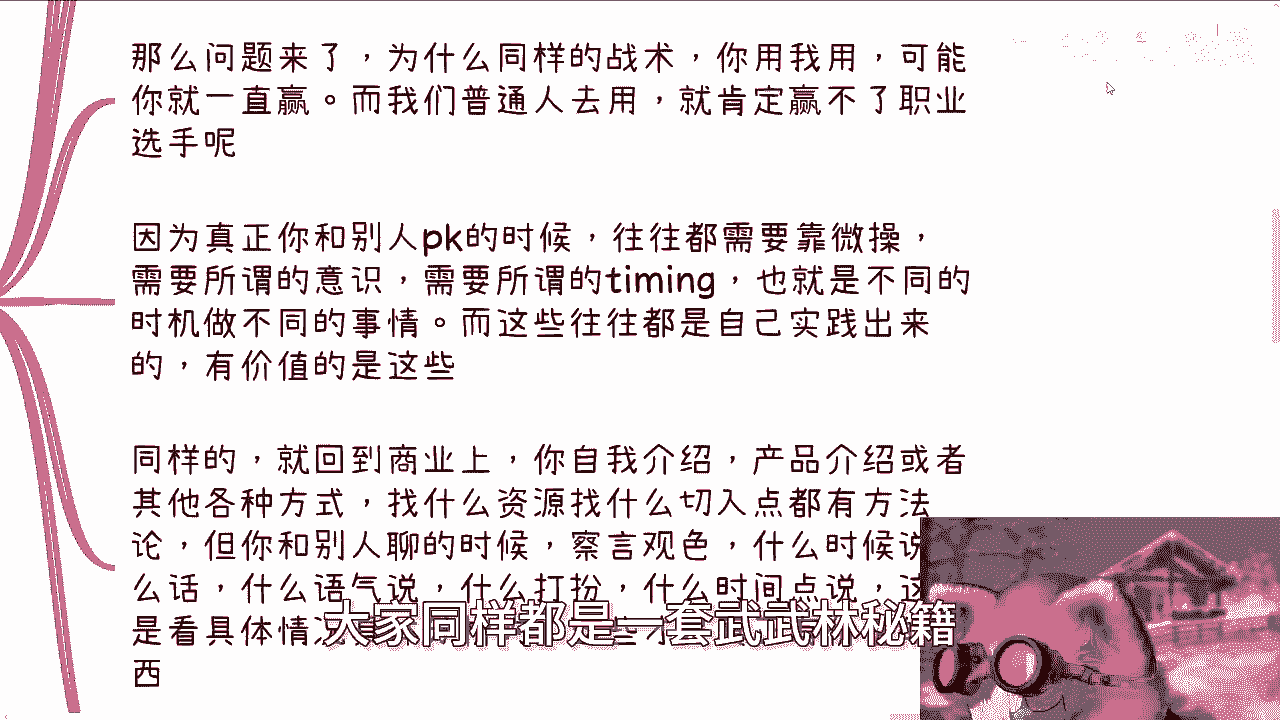 那么问题来了，为什么同样的战术，你用我用，可能
你就一直赢。而我们普通人去用，就肯定赢不了职业
选手呢
因为真正你和别人pk的时候，往往都需要靠微操，
需要所谓的意识，需要所谓的timing，也就是不同的
时机做不同的事情。而这些往往都是自己实践出来
的，有价值的是这些
同样的，就回到商业上，你自我介绍，产品介绍或者
其他各种方式，找什么资源找什么切入点都有方法
论，但你和别人聊的时候，察言观色，什么时候说
么话，什么语气说，什么打扮，什么时间点说，这
是看具体情况
西
大家同样都是一套武武林秘籍